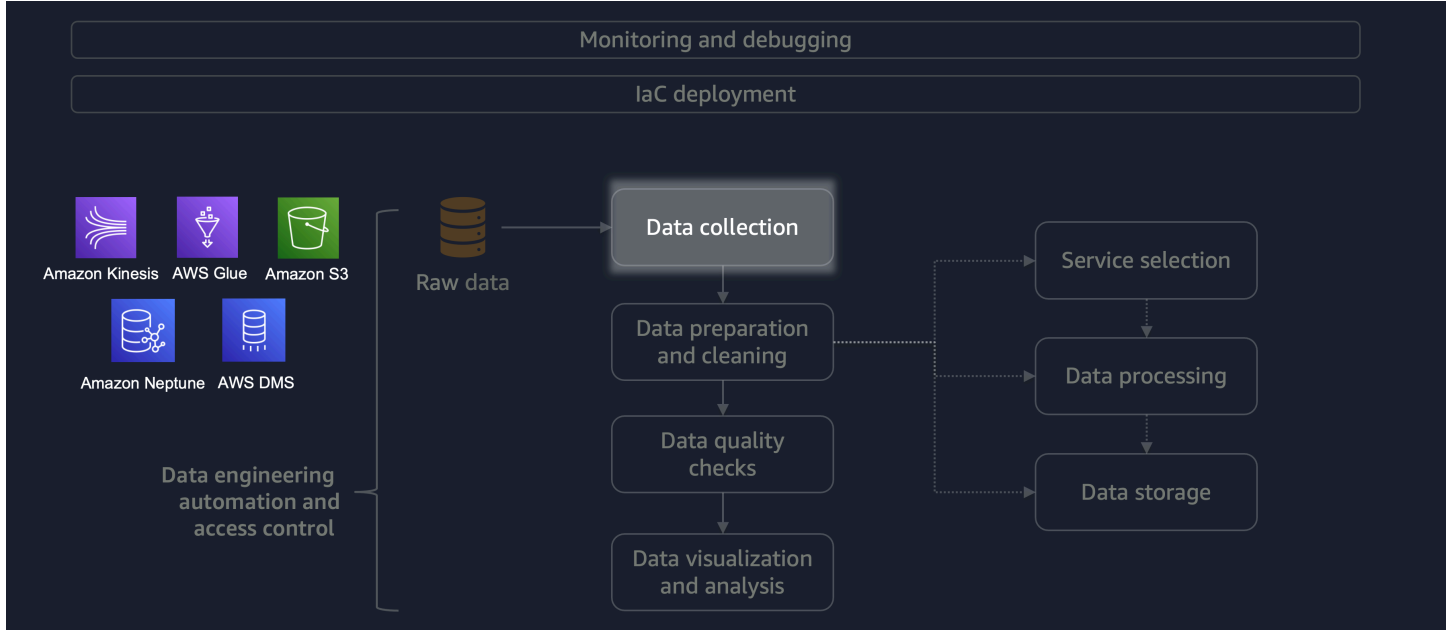 Monitoring and debugging
IaC deployment
Amazon Kinesis
AWS Glue
Amazon S3
Amazon Neptune
AWS DMS
Data engineering
automation and
access control
Raw data
Data collection
Data preparation
and cleaning
Data quality
checks
Data visualization
and analysis
Service selection
Data processing
Data storage